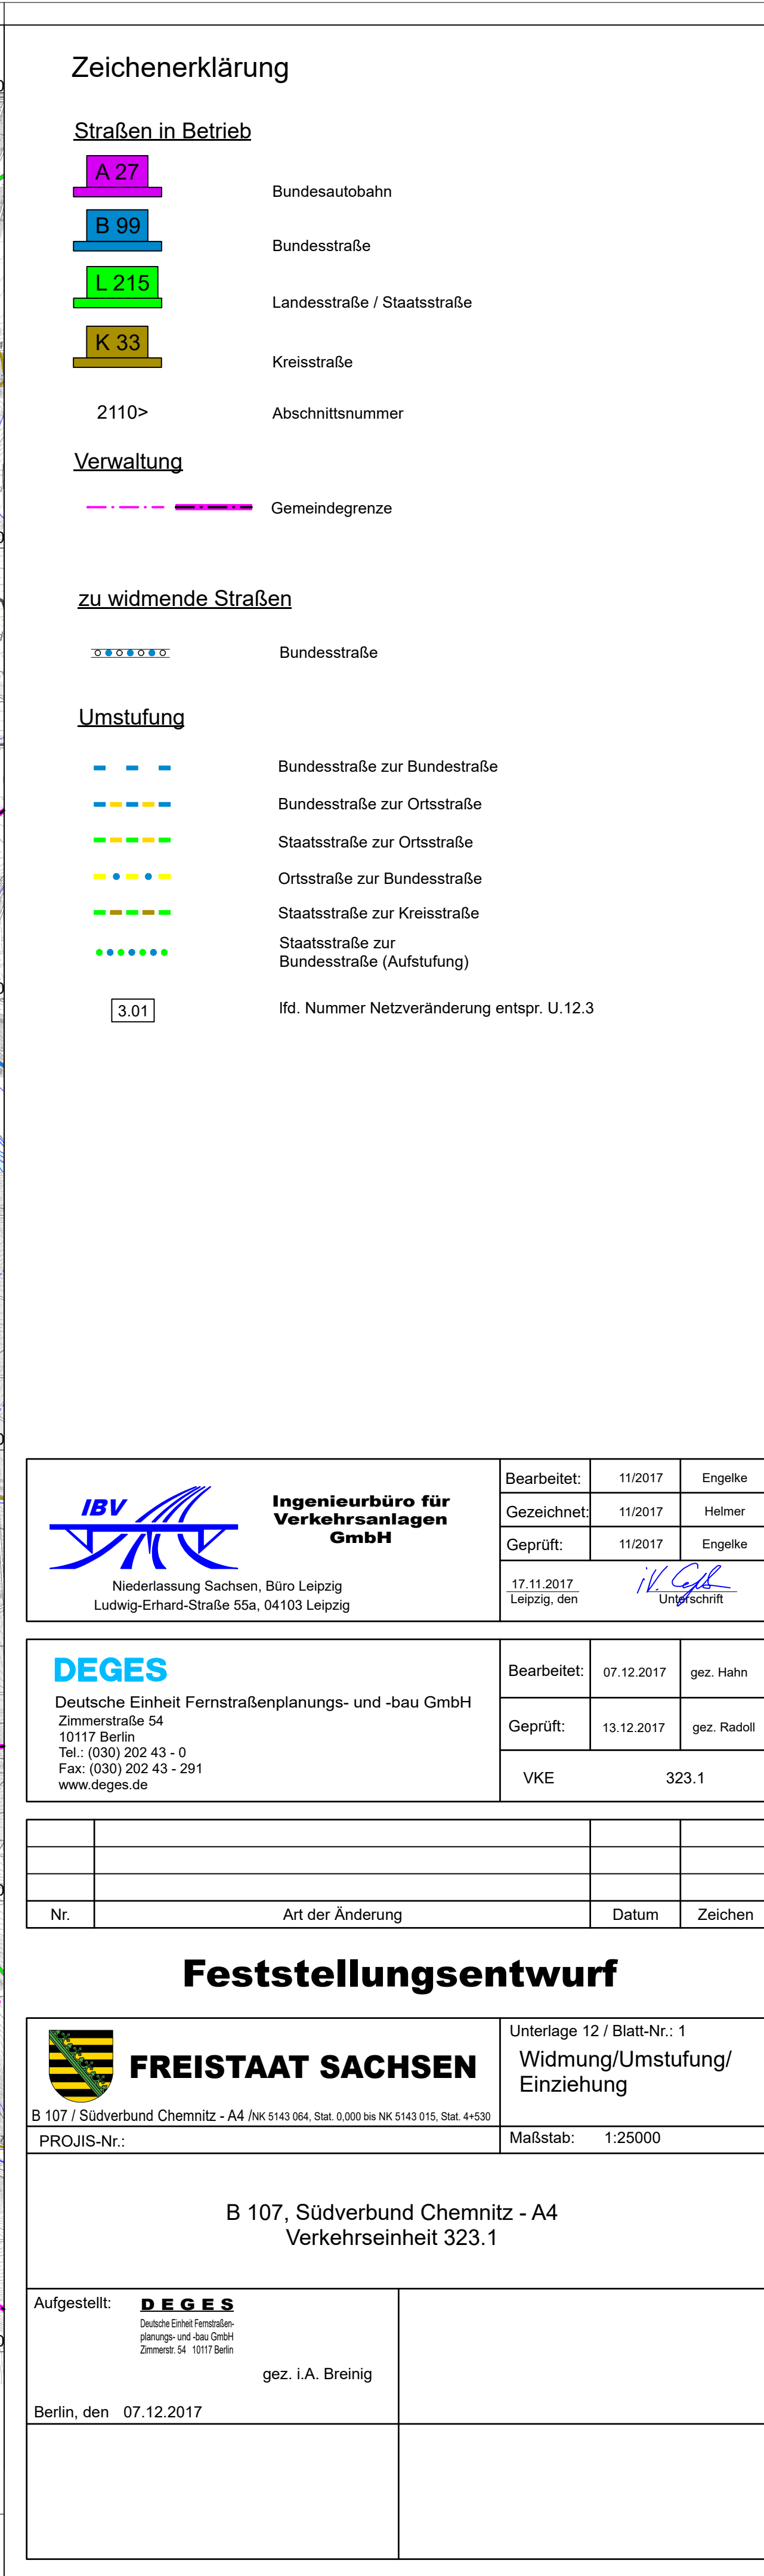 Zeichenerklärung
Straßen in Betrieb
A 27
Bundesautobahn
B 99
Bundesstraße
L 215
Landesstraße / Staatsstraße
K 33
Kreisstraße
2110>
Abschnittsnummer
Verwaltung
Gemeindegrenze
zu widmende Straßen
Bundesstraße
Umstufung
Bundesstraße zur Bundestraße
Bundesstraße zur Ortsstraße
Staatsstraße zur Ortsstraße
Ortsstraße zur Bundesstraße
Staatsstraße zur Kreisstraße
Staatsstraße zur
Bundesstraße (Aufstufung)
3.01
lfd. Nummer Netzveränderung entspr. U.12.3
IBV
Ingenieurbüro für
Verkehrsanlagen
GmbH
Niederlassung Sachsen, Büro Leipzig
Ludwig-Erhard-Straße 55a, 04103 Leipzig
Bearbeitet: 11/2017 Engelke
Gezeichnet: 11/2017 Helmer
Geprüft: 11/2017 Engelke
17.11.2017
Leipzig, den Unterschrift
DEGES
Deutsche Einheit Fernstraßenplanungs- und -bau GmbH
Zimmerstraße 54
10117 Berlin
Tel.: (030) 202 43 - 0
Fax: (030) 202 43 - 291
www.deges.de
Bearbeitet: 07.12.2017 gez. Hahn
Geprüft: 13.12.2017 gez. Radoll
VKE 323.1
Nr. Art der Änderung Datum Zeichen
Feststellungsentwurf
FREISTAAT SACHSEN
B 107 / Südverbund Chemnitz - A4 /NK 5143 064, Stat. 0,000 bis NK 5143 015, Stat. 4+530
PROJIS-Nr.:
Unterlage 12 / Blatt-Nr.: 1
Widmung/Umstufung/
Einziehung
Maßstab: 1:25000
B 107, Südverbund Chemnitz - A4
Verkehrseinheit 323.1
Aufgestellt:
DEGES
Deutsche Einheit Fernstraßen-
planungs- und -bau GmbH
Zimmerstr. 54 10117 Berlin
gez. i.A. Breinig
Berlin, den 07.12.2017